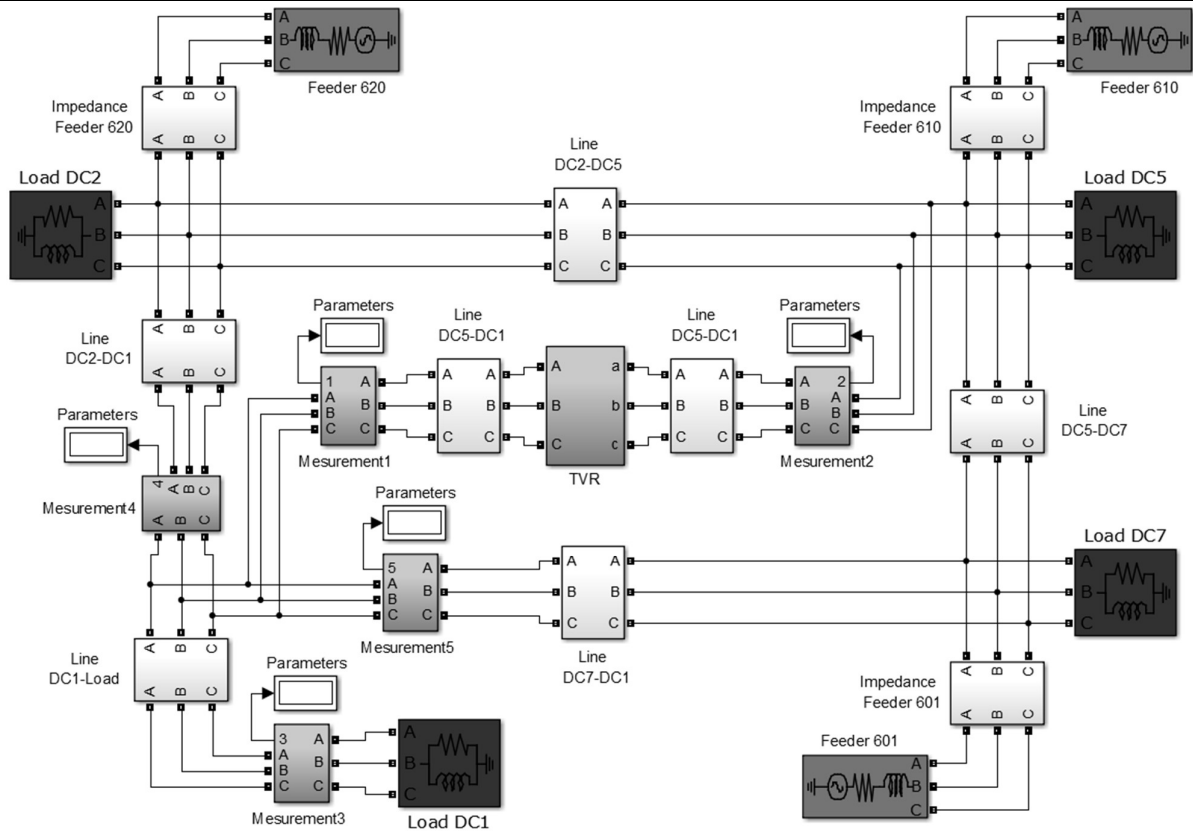 A
B
C
Feeder 620
A B C
Impedance
Feeder 620
A B C
A
B
C
Feeder 610
A B C
Impedance
Feeder 610
A B C
Load DC2
A
B
C
Line
DC2-DC5
A A
B B
C C
Load DC5
A
B
C
A B C
Line
DC2-DC1
A B C
Parameters
1 A
A B
B C
C
Mesurement1
Line
DC5-DC1
A A
B B
C C
A a
B b
C c
TVR
Line
DC5-DC1
A A
B B
C C
Parameters
A 2
B A
C B
C
Mesurement2
A B C
Line
DC5-DC7
A B C
Parameters
4 A B C
Mesurement4
A B C
Parameters
5 A
A B
B C
C
Mesurement5
A A
B B
C C
Line
DC7-DC1
Load DC7
A
B
C
A B C
Line
DC1-Load
A B C
Parameters
3 A
A B
B C
C
Mesurement3
A
B
C
Load DC1
A B C
Impedance
Feeder 601
A B C
Feeder 601
A
B
C